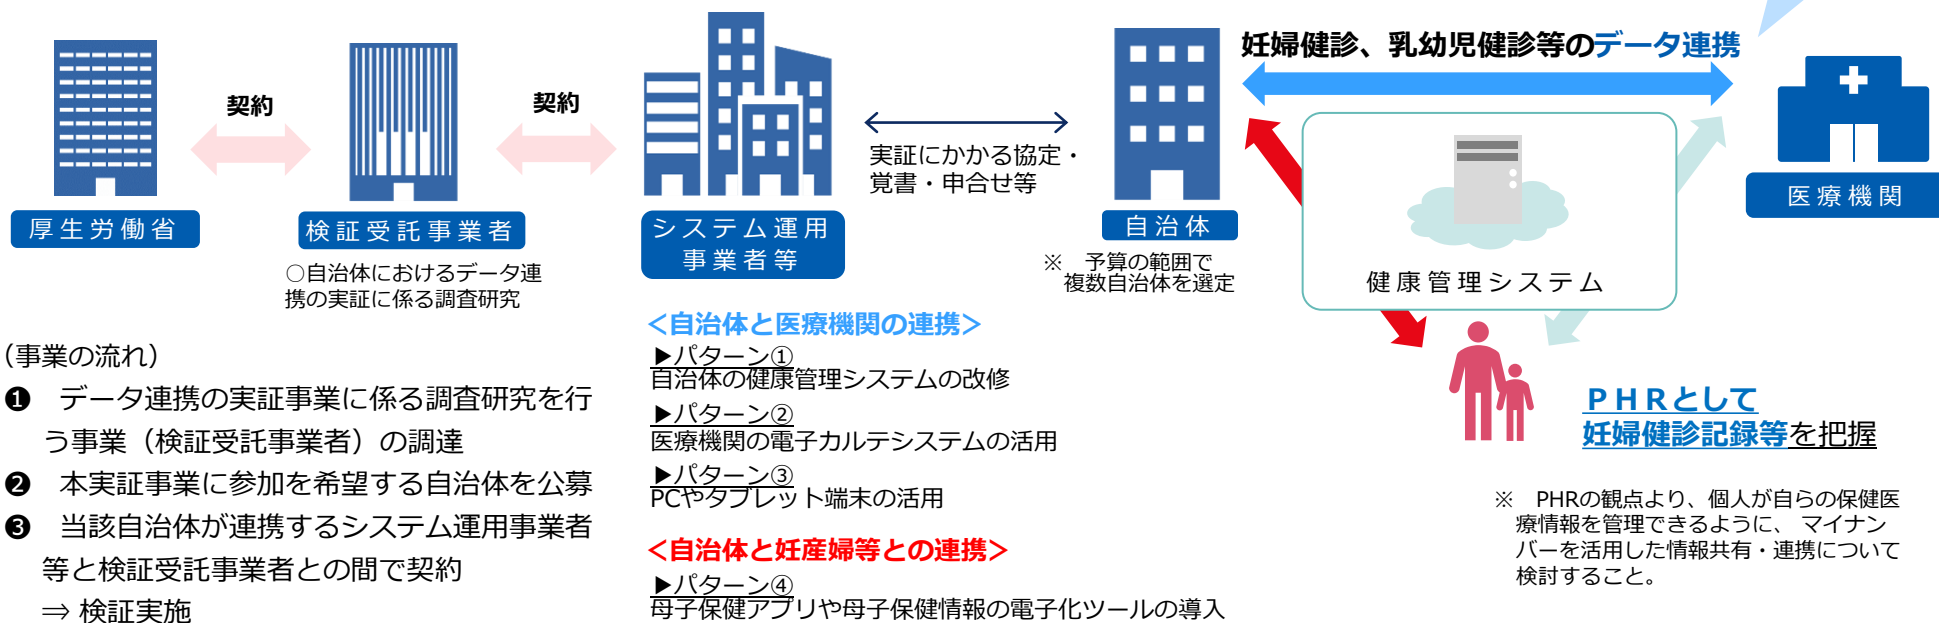 妊婦健診、乳幼児健診等のデータ連携
契約
契約
実証にかかる協定・
覚書・申合せ等
厚生労働省
検証受託事業者
システム運用
事業者等
自治体
医療機関
健康管理システム
○自治体におけるデータ連
携の実証に係る調査研究
※　予算の範囲で
複数自治体を選定
(事業の流れ)
❶　データ連携の実証事業に係る調査研究を行
う事業（検証受託事業者）の調達
❷　本実証事業に参加を希望する自治体を公募
❸　当該自治体が連携するシステム運用事業者
等と検証受託事業者との間で契約
⇒ 検証実施
＜自治体と医療機関の連携＞
▶パターン①
自治体の健康管理システムの改修
▶パターン②
医療機関の電子カルテシステムの活用
▶パターン③
PCやタブレット端末の活用
＜自治体と妊産婦等との連携＞
▶パターン④
母子保健アプリや母子保健情報の電子化ツールの導入
ＰＨＲとして
妊婦健診記録等を把握
※　PHRの観点より、個人が自らの保健医
療情報を管理できるように、 マイナン
バーを活用した情報共有・連携について
検討すること。